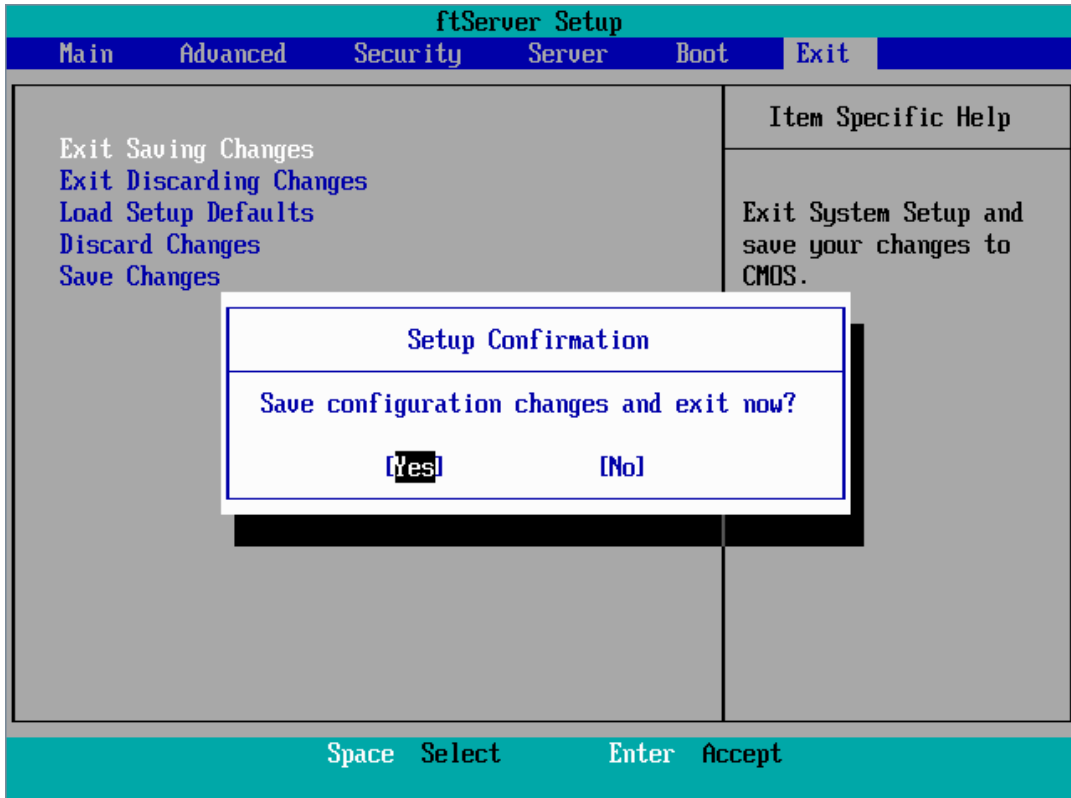 ftServer Setup
Main Advanced Security Server Boot Exit
Exit Saving Changes
Exit Discarding Changes
Load Setup Defaults
Discard Changes
Save Changes
Item Specific Help
Exit System Setup and
save your changes to
CMOS.
Setup Confirmation
Save configuration changes and exit now?
[Yes] [No]
Space Select Enter Accept